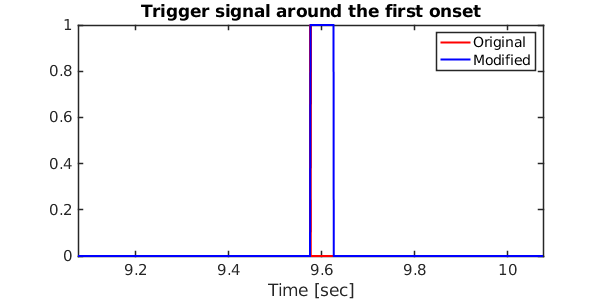 Trigger signal around the first onset
1
0.8
0.6
0.4
0.2
0
Original
Modified
9.2 9.4 9.6 9.8 10
Time [sec]